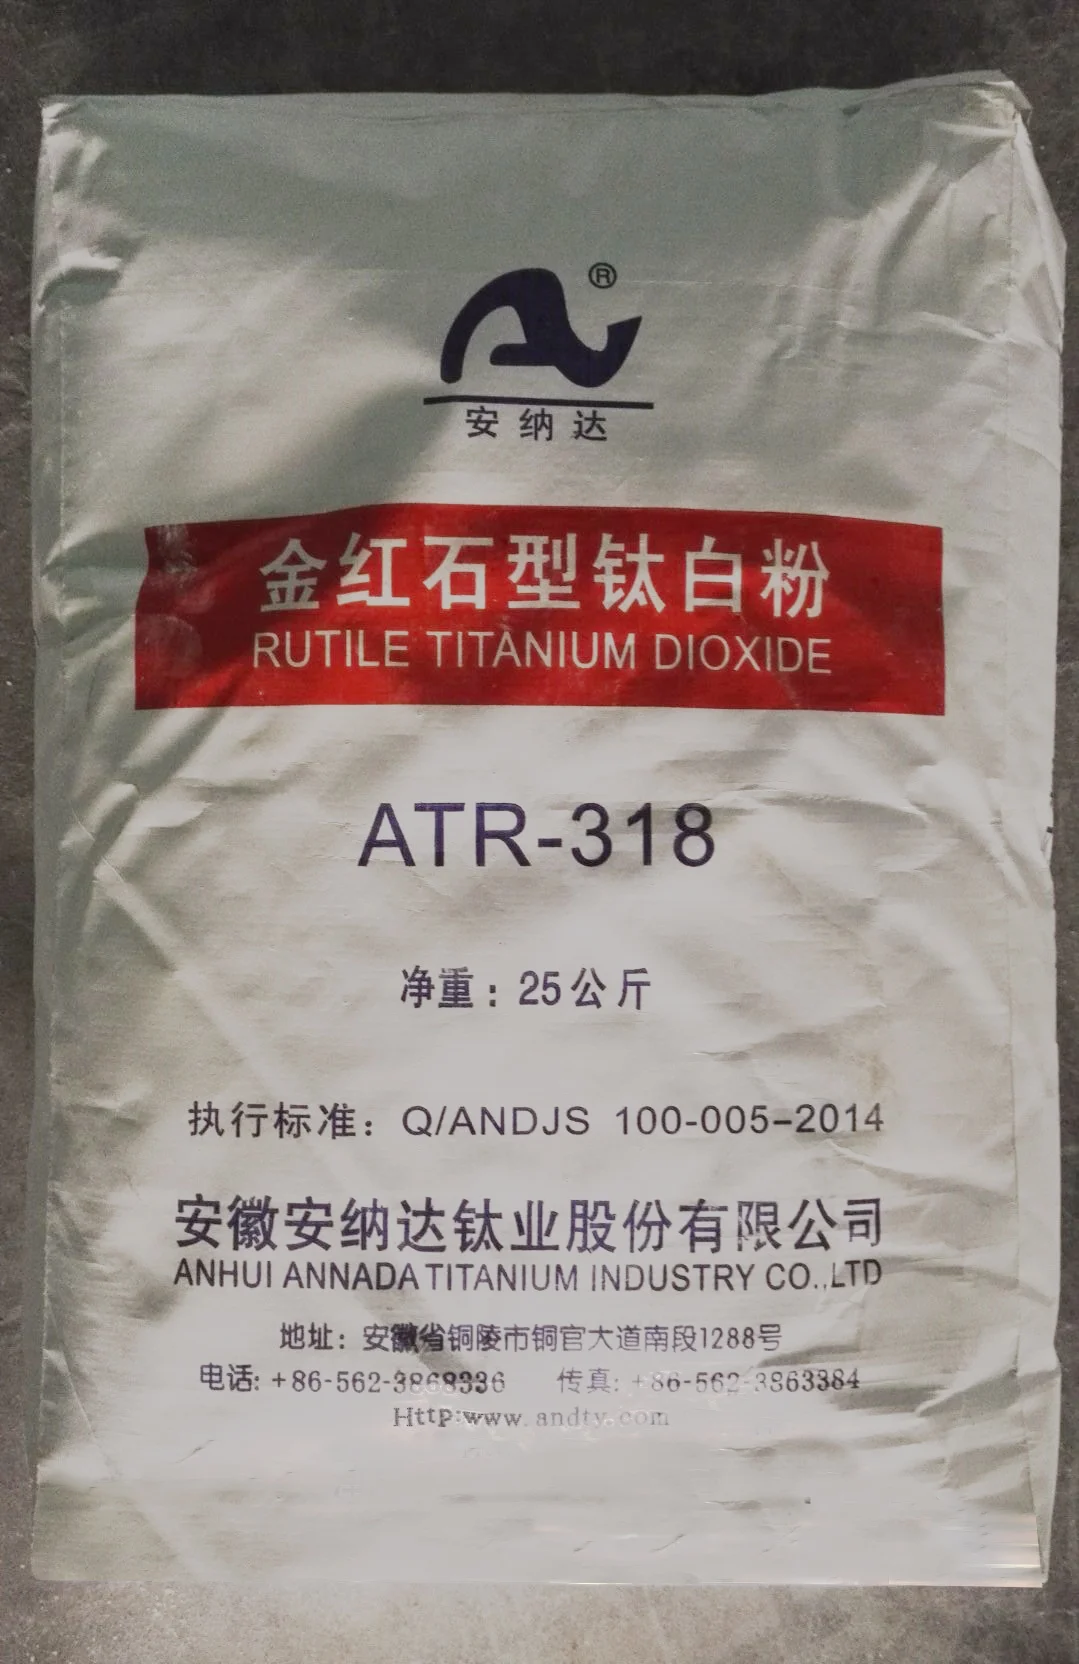 ®
安纳达
金红石型钛白粉
RUTILE TITANIUM DIOXIDE
ATR-318
净重：25公斤
执行标准：Q/ANDJS 100-005-2014
安徽安纳达钛业股份有限公司
ANHUI ANNADA TITANIUM INDUSTRY CO.,LTD
地址：安徽省铜陵市铜官大道南段1288号
电话: +86-562-3868336 传真: +86-562-3863384
Http:www.andty.com